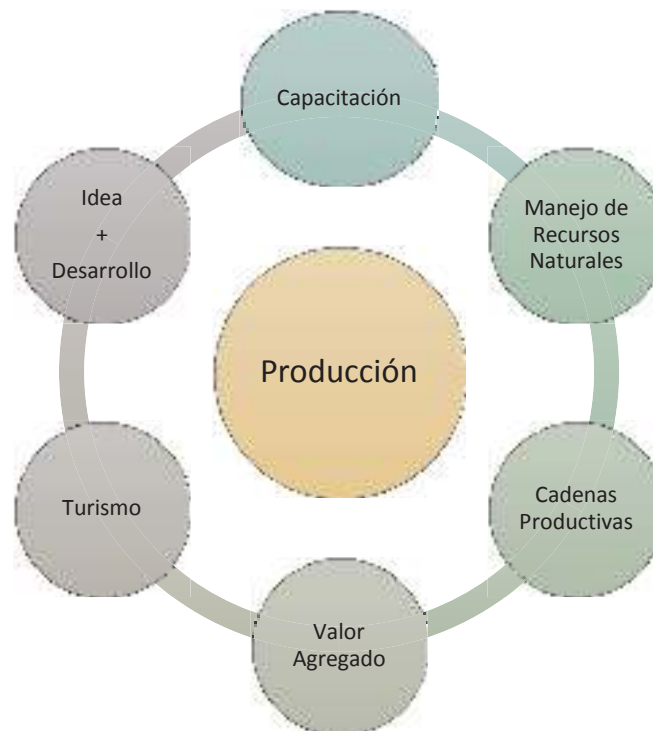 Capacitación
Manejo de
Recursos
Naturales
Cadenas
Productivas
Valor
Agregado
Turismo
Idea
+
Desarrollo
Producción